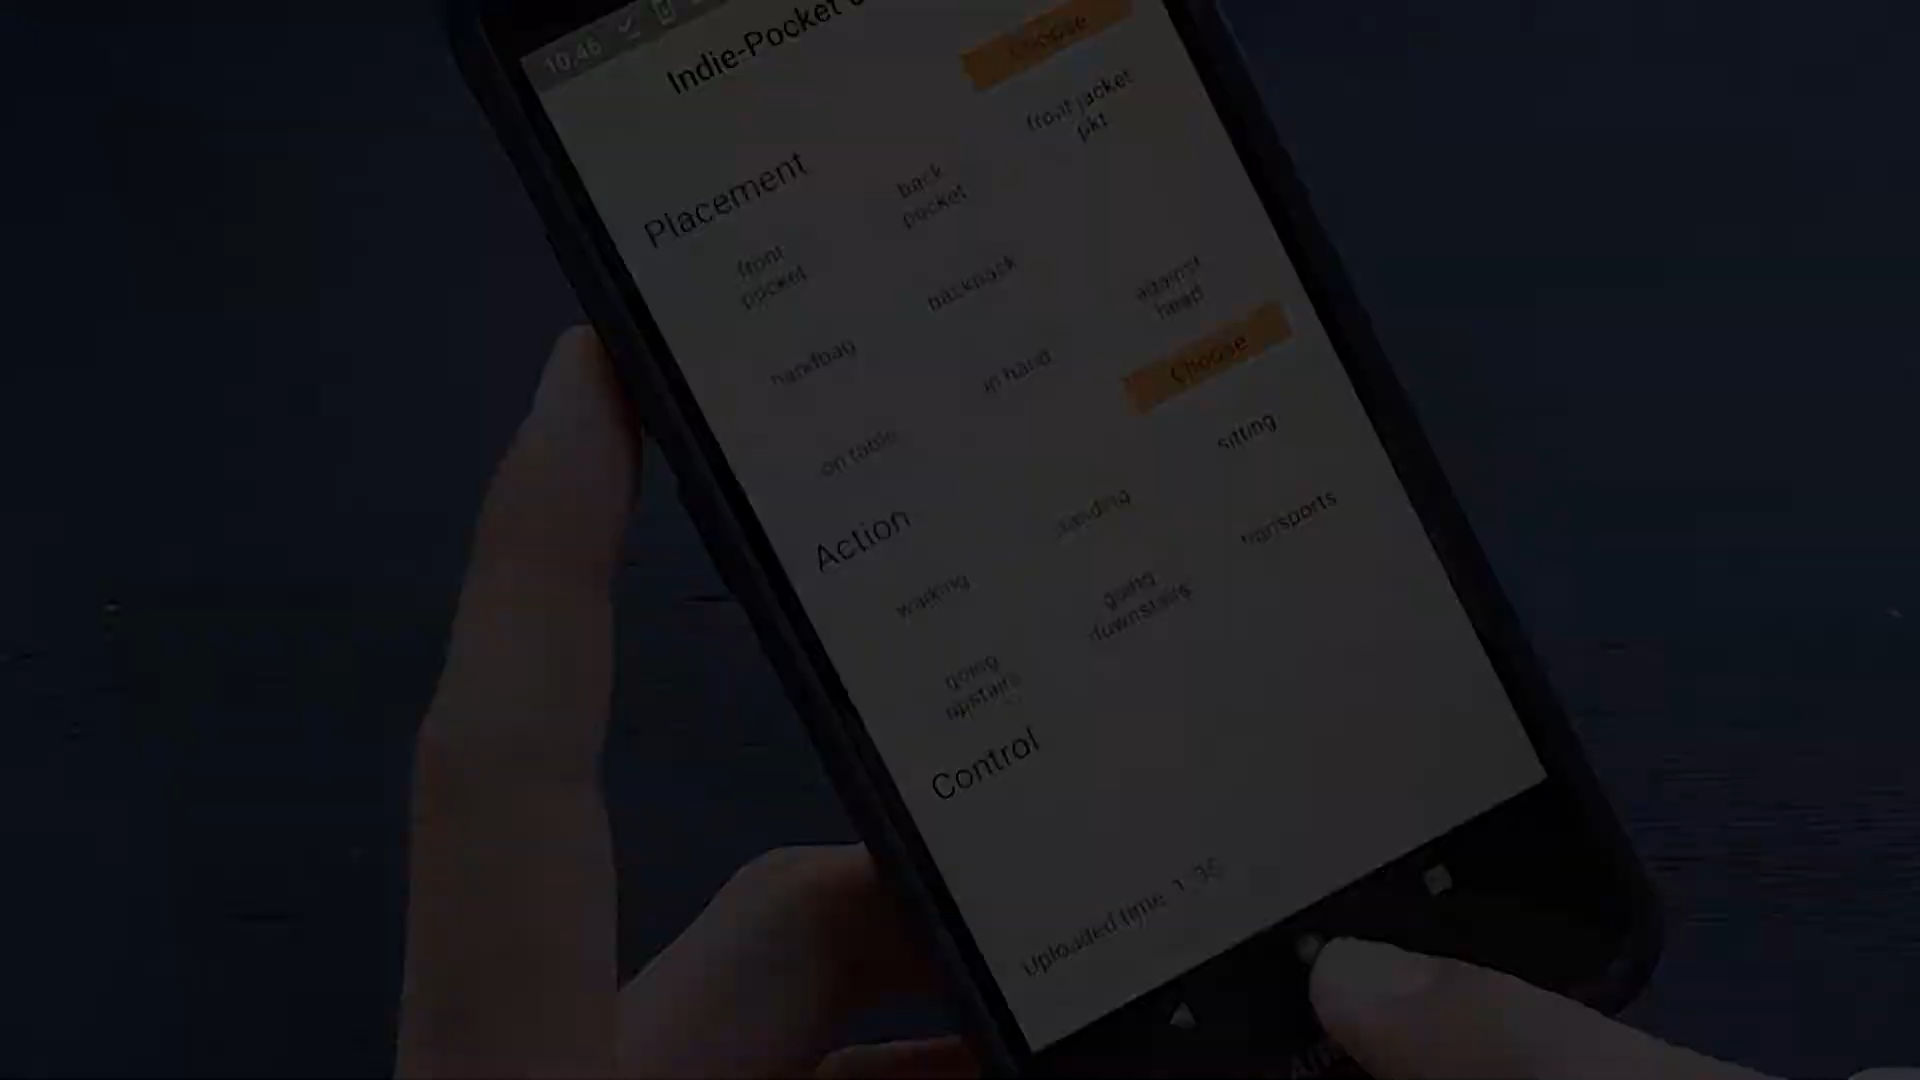 10.46
Indie-Pocket
Choose
Placement
front
pocket
back
pocket
front jacket
pkt
handbag
backpack
against
head
on table
in hand
Choose
Action
walking
standing
sitting
going
upstairs
going
downstairs
transports
Control
Uploaded time 1.35